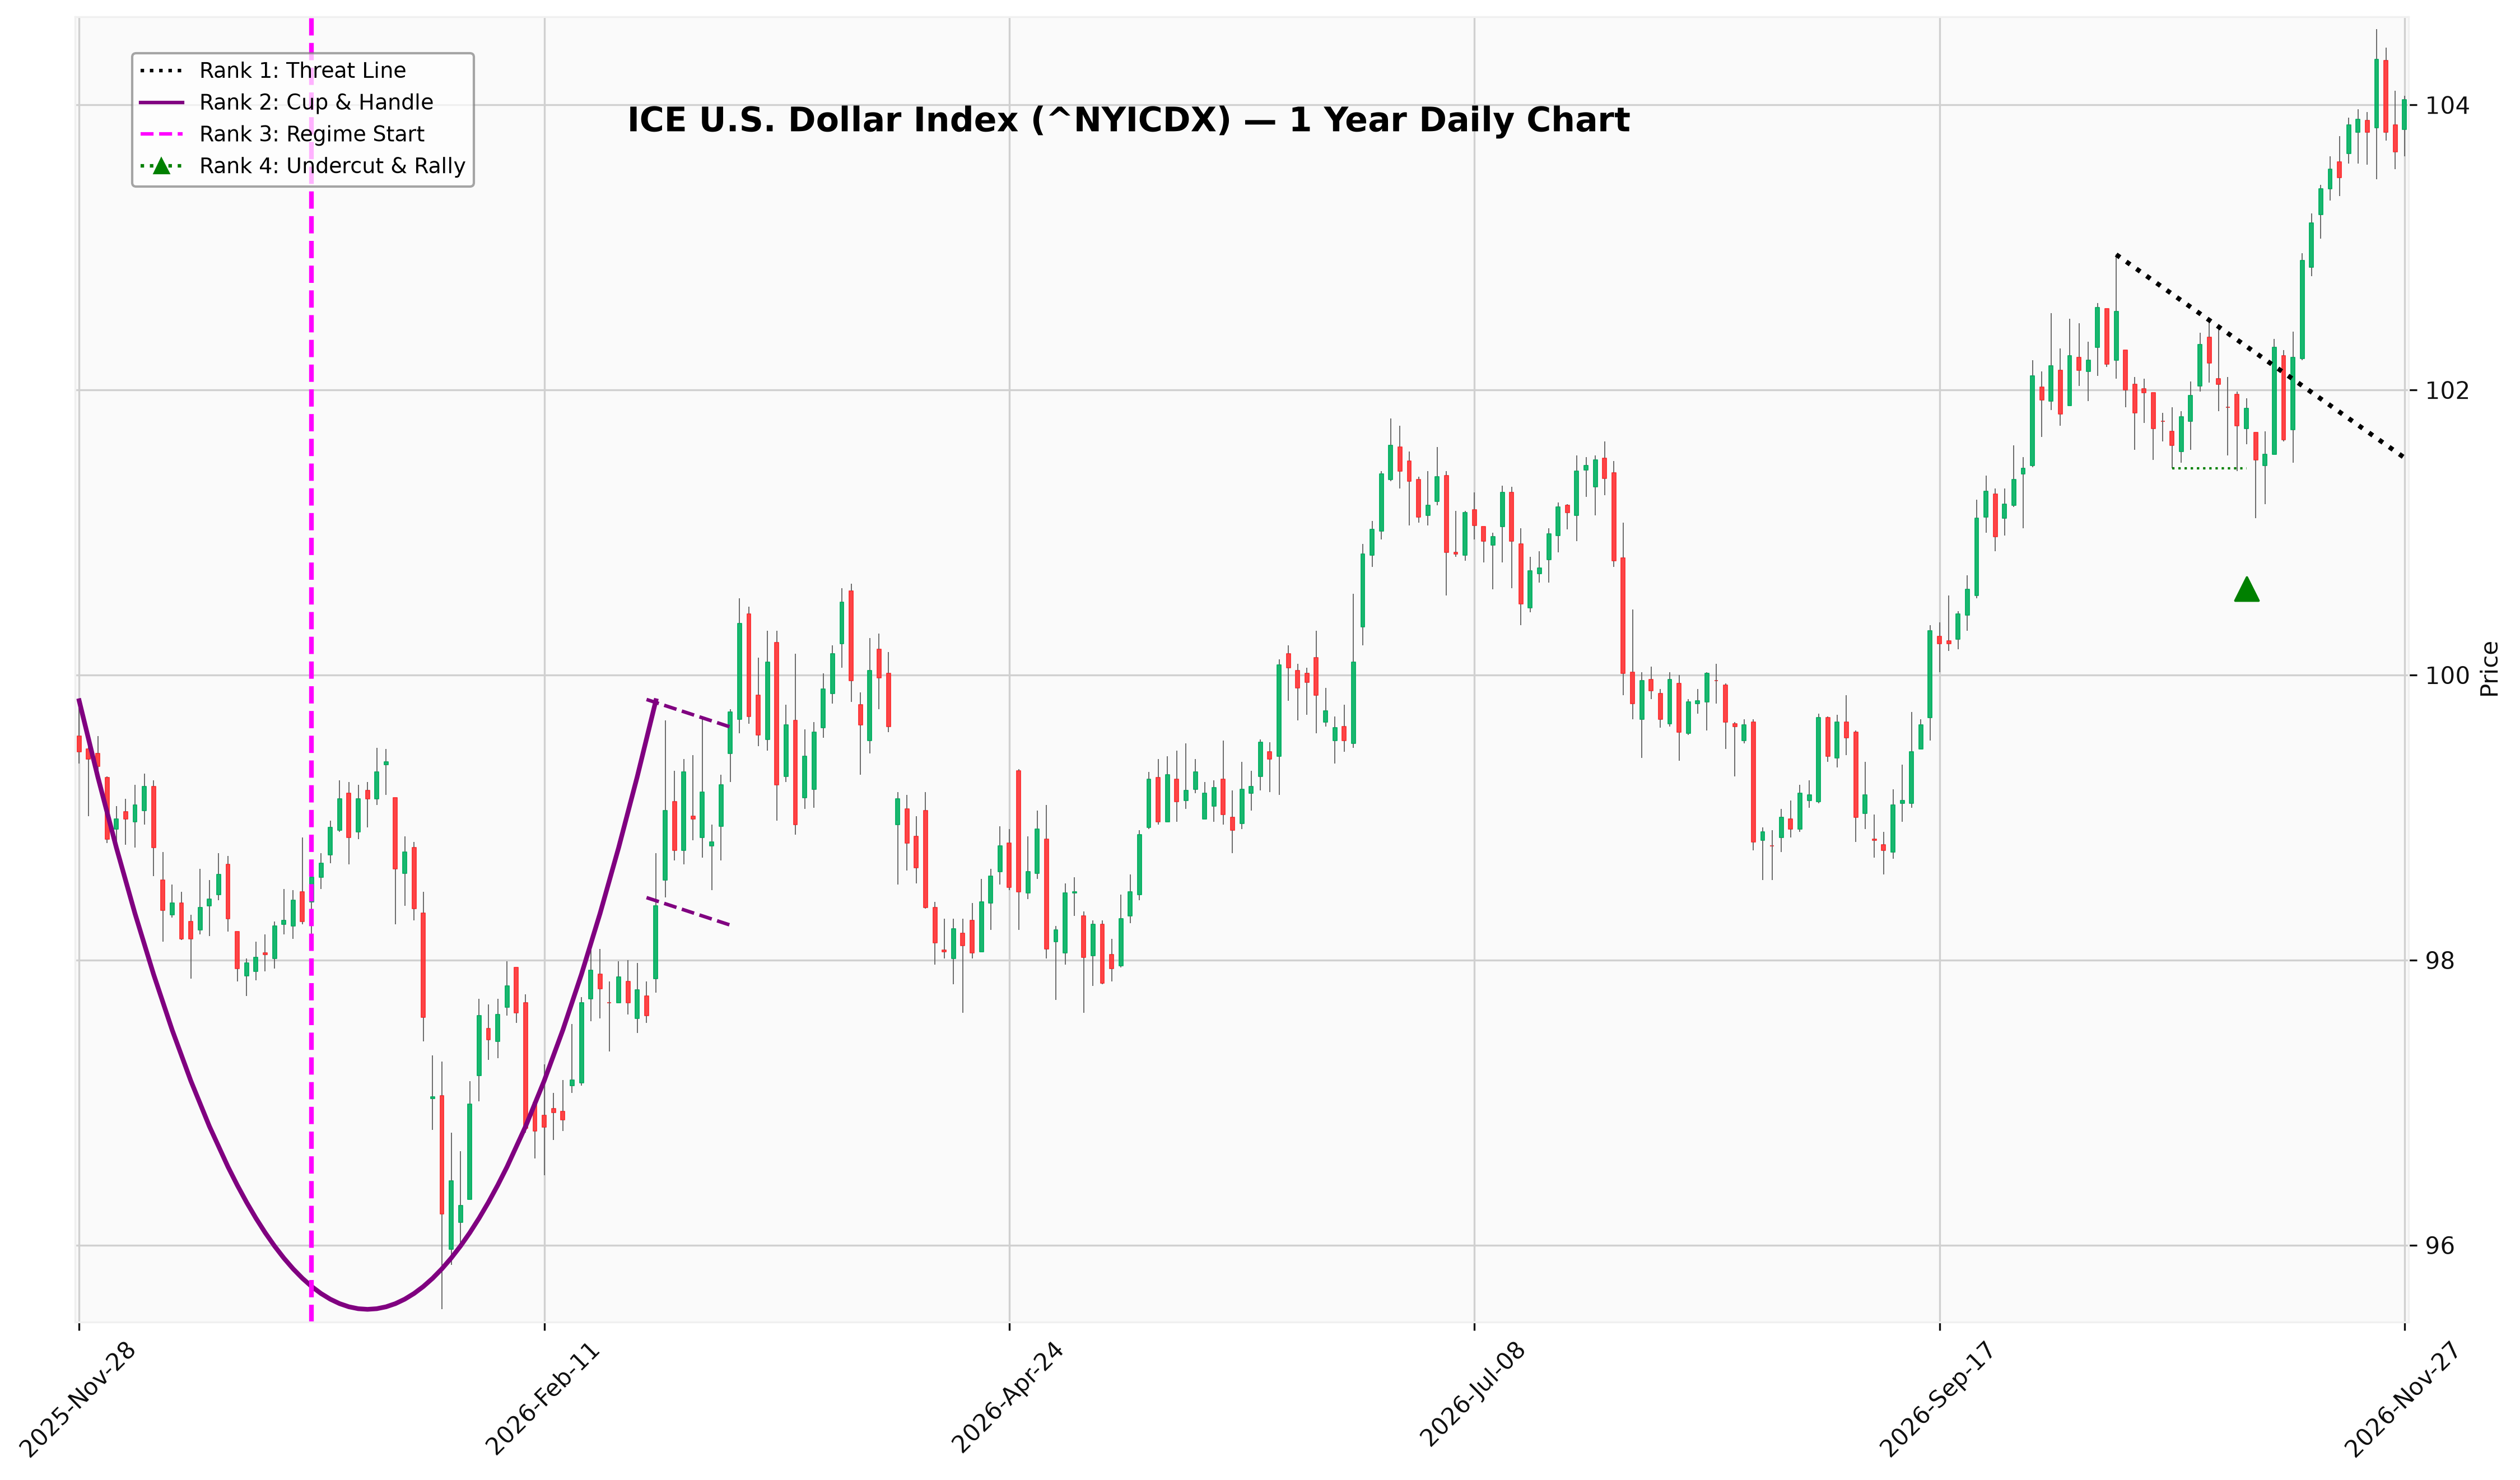 Rank 1: Threat Line
Rank 2: Cup & Handle
Rank 3: Regime Start
Rank 4: Undercut & Rally
ICE U.S. Dollar Index (^NYICDX) — 1 Year Daily Chart
104
102
100
98
96
Price
2025-Nov-28
2026-Feb-11
2026-Apr-24
2026-Jul-08
2026-Sep-17
2026-Nov-27